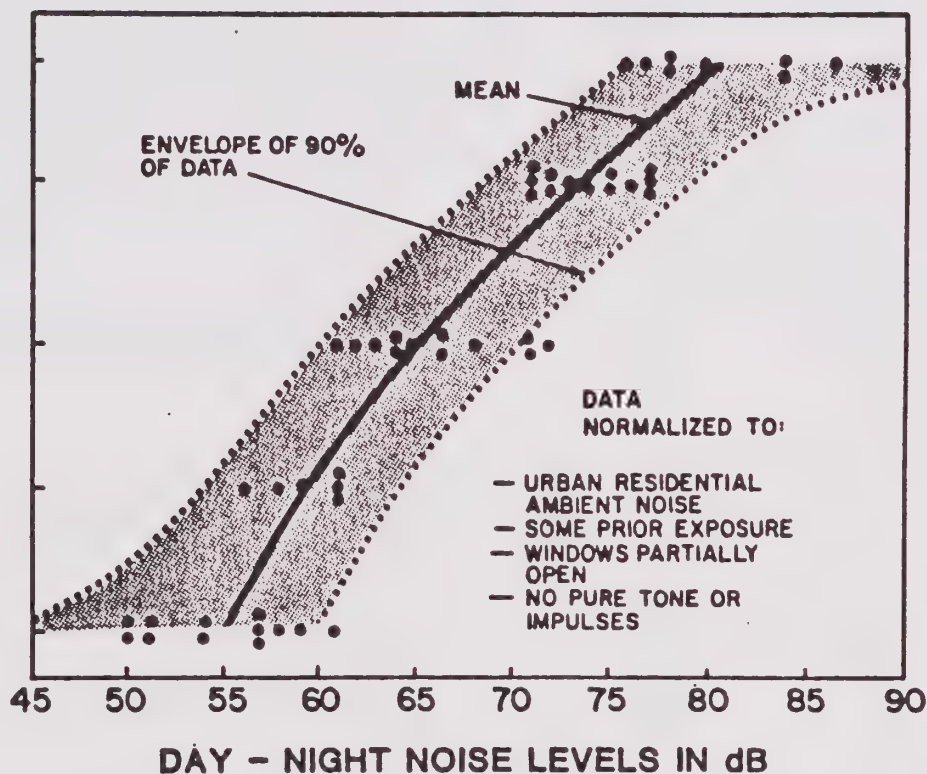 MEAN
ENVELOPE OF 90%
OF DATA
DATA
NORMALIZED TO:
— URBAN RESIDENTIAL
AMBIENT NOISE
— SOME PRIOR EXPOSURE
— WINDOWS PARTIALLY
OPEN
— NO PURE TONE OR
IMPULSES
45 50 55 60 65 70 75 80 85 90
DAY – NIGHT NOISE LEVELS IN dB